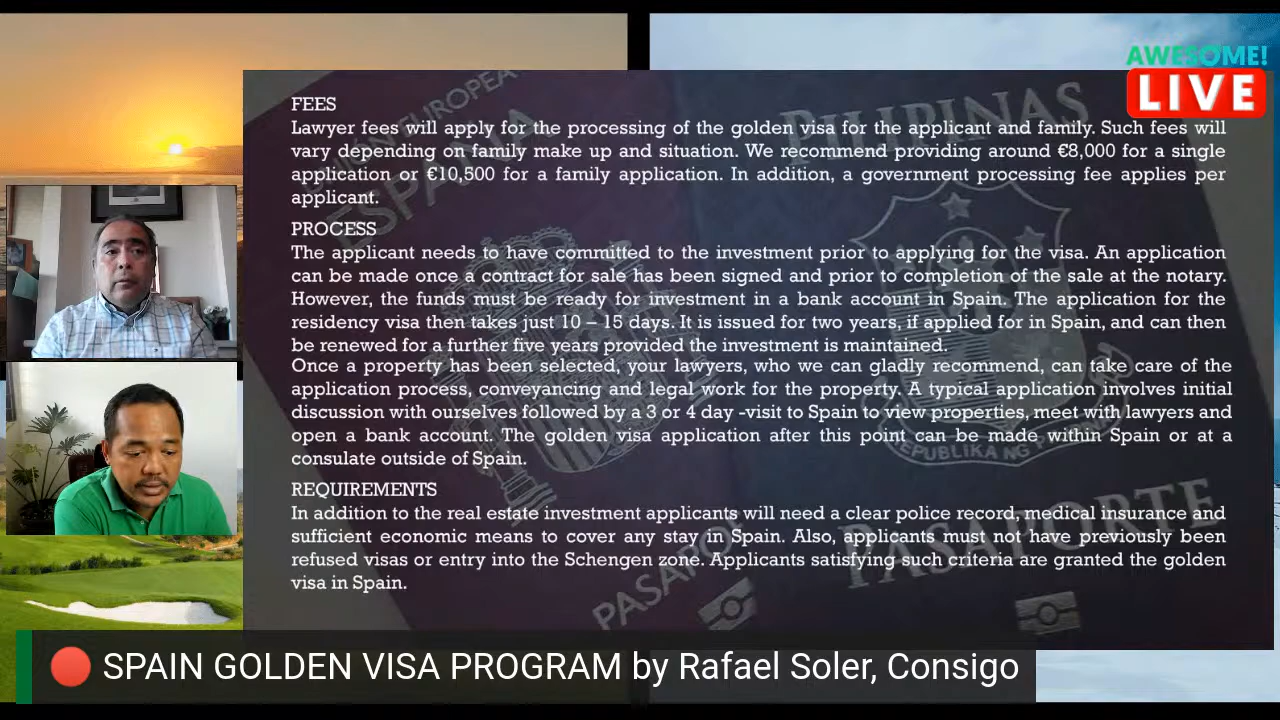 AWESOME!
LIVE
UNIÓN EUROPEA
ESPAÑA
PILIPINAS
FEES
Lawyer fees will apply for the processing of the golden visa for the applicant and family. Such fees will
vary depending on family make up and situation. We recommend providing around €8,000 for a single
application or €10,500 for a family application. In addition, a government processing fee applies per
applicant.
PROCESS
The applicant needs to have committed to the investment prior to applying for the visa. An application
can be made once a contract for sale has been signed and prior to completion of the sale at the notary.
However, the funds must be ready for investment in a bank account in Spain. The application for the
residency visa then takes just 10 – 15 days. It is issued for two years, if applied for in Spain, and can then
be renewed for a further five years provided the investment is maintained.
Once a property has been selected, your lawyers, who we can gladly recommend, can take care of the
application process, conveyancing and legal work for the property. A typical application involves initial
discussion with ourselves followed by a 3 or 4 day -visit to Spain to view properties, meet with lawyers and
open a bank account. The golden visa application after this point can be made within Spain or at a
consulate outside of Spain.
REQUIREMENTS
In addition to the real estate investment applicants will need a clear police record, medical insurance and
sufficient economic means to cover any stay in Spain. Also, applicants must not have previously been
refused visas or entry into the Schengen zone. Applicants satisfying such criteria are granted the golden
visa in Spain.
REPUBLIKA NG
PASAPORTE
PASAPORTE
SPAIN GOLDEN VISA PROGRAM by Rafael Soler, Consigo